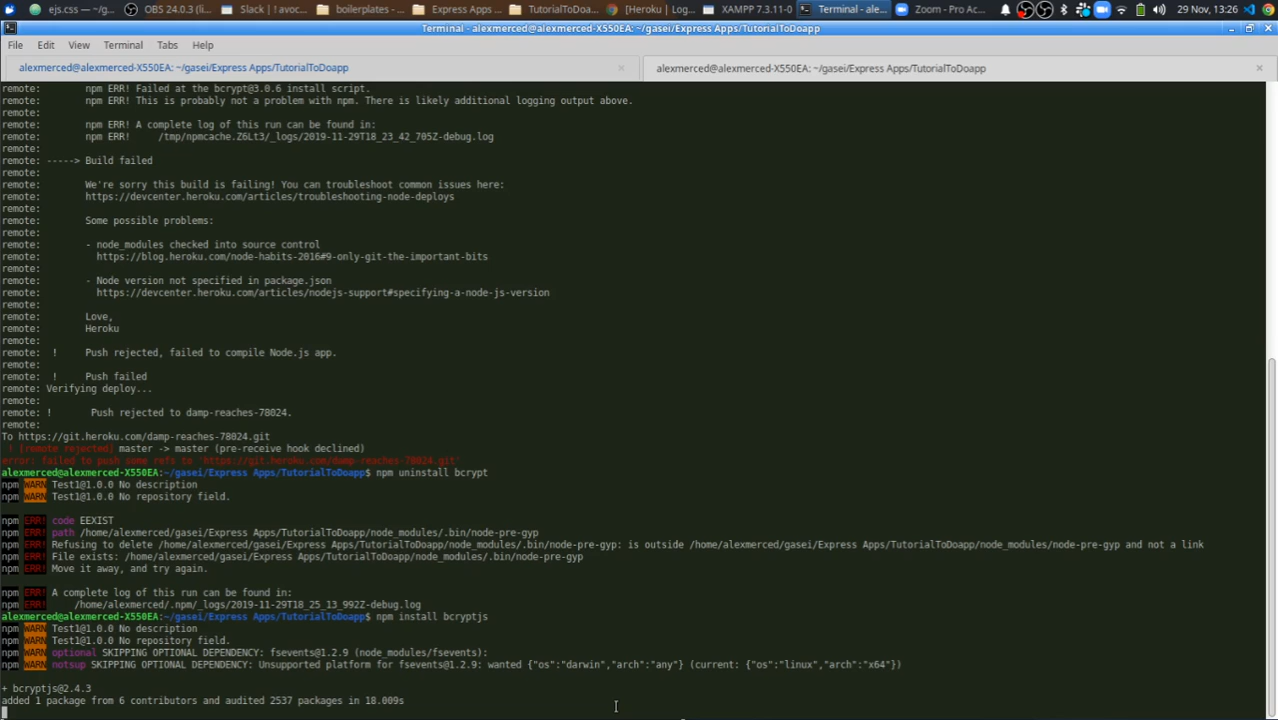 ejs.css — ~/g...
OBS 24.0.3 (li...
Slack | !avoc...
boilerplates - ...
Express Apps ...
TutorialToDoa...
[Heroku | Log...
XAMPP 7.3.11-0
Terminal - ale...
Zoom - Pro Ac...
29 Nov, 13:26
Terminal - alexmerced@alexmerced-X550EA: ~/gasei/Express Apps/TutorialToDoapp
File Edit View Terminal Tabs Help
alexmerced@alexmerced-X550EA: ~/gasei/Express Apps/TutorialToDoapp
alexmerced@alexmerced-X550EA: ~/gasei/Express Apps/TutorialToDoapp
remote: npm ERR! Failed at the bcrypt@3.0.6 install script.
remote: npm ERR! This is probably not a problem with npm. There is likely additional logging output above.
remote:
remote: npm ERR! A complete log of this run can be found in:
remote: npm ERR! /tmp/npmcache.Z6Lt3/_logs/2019-11-29T18_23_42_705Z-debug.log
remote:
remote: -----> Build failed
remote:
remote: We're sorry this build is failing! You can troubleshoot common issues here:
remote: https://devcenter.heroku.com/articles/troubleshooting-node-deploys
remote:
remote: Some possible problems:
remote:
remote: - node_modules checked into source control
remote: https://blog.heroku.com/node-habits-2016#9-only-git-the-important-bits
remote:
remote: - Node version not specified in package.json
remote: https://devcenter.heroku.com/articles/nodejs-support#specifying-a-node-js-version
remote:
remote: Love,
remote: Heroku
remote:
remote: ! Push rejected, failed to compile Node.js app.
remote:
remote: ! Push failed
remote: Verifying deploy...
remote:
remote: ! Push rejected to damp-reaches-78024.
remote:
To https://git.heroku.com/damp-reaches-78024.git
! [remote rejected] master -> master (pre-receive hook declined)
error: failed to push some refs to 'https://git.heroku.com/damp-reaches-78024.git'
alexmerced@alexmerced-X550EA:~/gasei/Express Apps/TutorialToDoapp$ npm uninstall bcrypt
npm WARN Test1@1.0.0 No description
npm WARN Test1@1.0.0 No repository field.
npm ERR! code EEXIST
npm ERR! path /home/alexmerced/gasei/Express Apps/TutorialToDoapp/node_modules/.bin/node-pre-gyp
npm ERR! Refusing to delete /home/alexmerced/gasei/Express Apps/TutorialToDoapp/node_modules/.bin/node-pre-gyp: is outside /home/alexmerced/gasei/Express Apps/TutorialToDoapp/node_modules/node-pre-gyp and not a link
npm ERR! File exists: /home/alexmerced/gasei/Express Apps/TutorialToDoapp/node_modules/.bin/node-pre-gyp
npm ERR! Move it away, and try again.
npm ERR! A complete log of this run can be found in:
npm ERR! /home/alexmerced/.npm/_logs/2019-11-29T18_25_13_992Z-debug.log
alexmerced@alexmerced-X550EA:~/gasei/Express Apps/TutorialToDoapp$ npm install bcryptjs
npm WARN Test1@1.0.0 No description
npm WARN Test1@1.0.0 No repository field.
npm WARN optional SKIPPING OPTIONAL DEPENDENCY: fsevents@1.2.9 (node_modules/fsevents):
npm WARN notsup SKIPPING OPTIONAL DEPENDENCY: Unsupported platform for fsevents@1.2.9: wanted {"os":"darwin","arch":"any"} (current: {"os":"linux","arch":"x64"})
+ bcryptjs@2.4.3
added 1 package from 6 contributors and audited 2537 packages in 18.009s